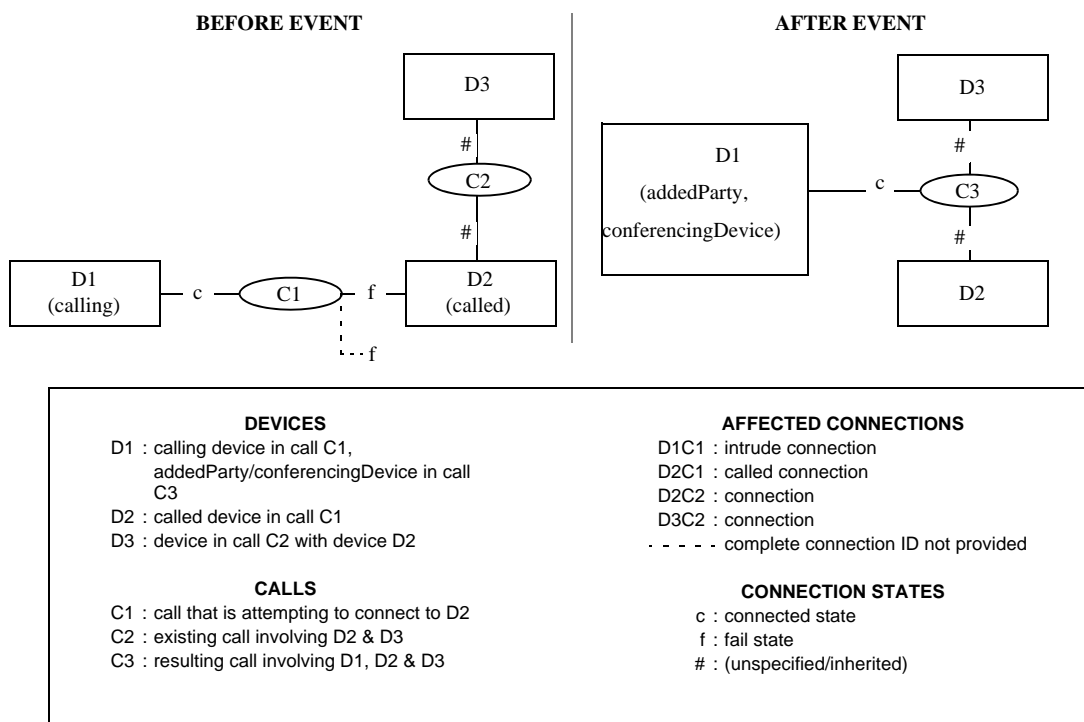 BEFORE EVENT
D3
#
C2
#
D1
(calling)
c
C1
f
D2
(called)
f
AFTER EVENT
D3
#
D1
(addedParty,
conferencingDevice)
c
C3
#
D2
DEVICES
D1 : calling device in call C1,
addedParty/conferencingDevice in call
C3
D2 : called device in call C1
D3 : device in call C2 with device D2
CALLS
C1 : call that is attempting to connect to D2
C2 : existing call involving D2 & D3
C3 : resulting call involving D1, D2 & D3
AFFECTED CONNECTIONS
D1C1 : intrude connection
D2C1 : called connection
D2C2 : connection
D3C2 : connection
- - - - - complete connection ID not provided
CONNECTION STATES
c : connected state
f : fail state
# : (unspecified/inherited)